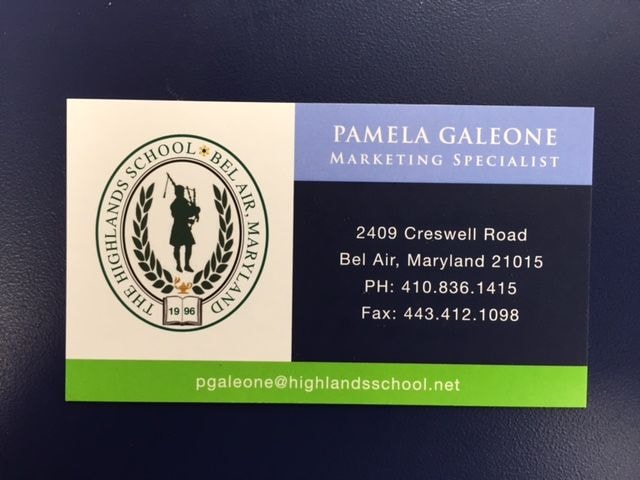 THE HIGHLANDS SCHOOL BEL AIR, MARYLAND
19 96
PAMELA GALEONE
MARKETING SPECIALIST
2409 Creswell Road
Bel Air, Maryland 21015
PH: 410.836.1415
Fax: 443.412.1098
pgaleone@highlandsschool.net